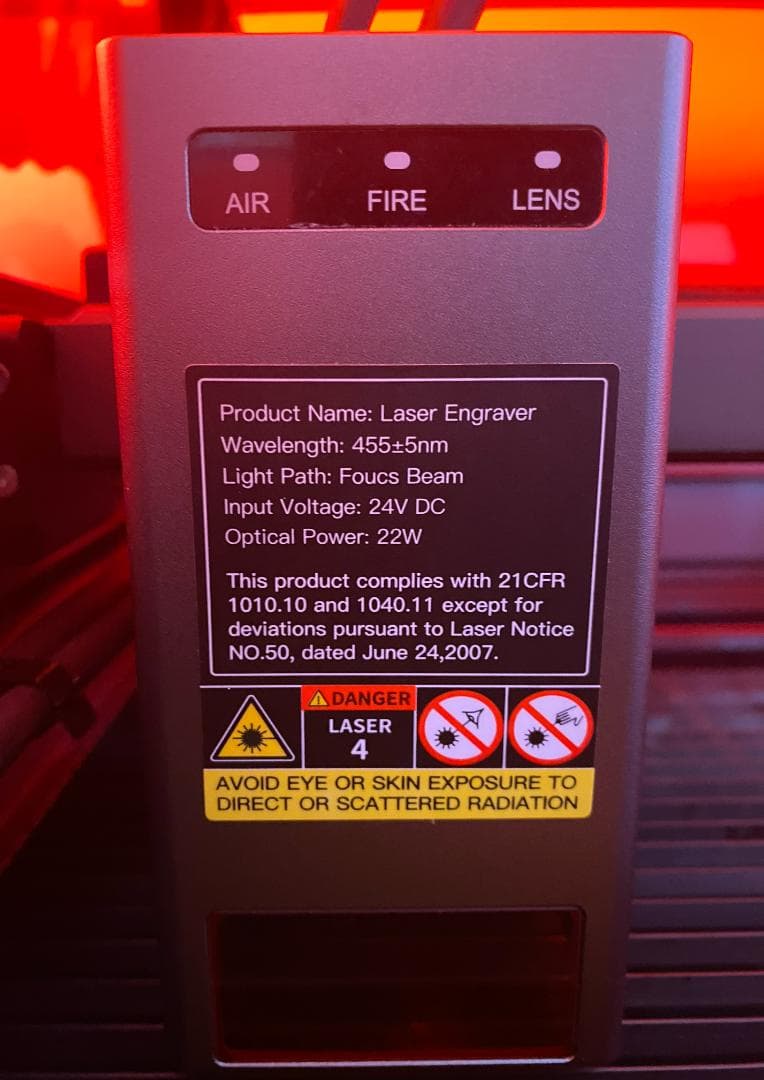 AIR FIRE LENS
Product Name: Laser Engraver
Wavelength: 455±5nm
Light Path: Foucs Beam
Input Voltage: 24V DC
Optical Power: 22W
This product complies with 21CFR
1010.10 and 1040.11 except for
deviations pursuant to Laser Notice
NO.50, dated June 24,2007.
DANGER
LASER
4
AVOID EYE OR SKIN EXPOSURE TO
DIRECT OR SCATTERED RADIATION